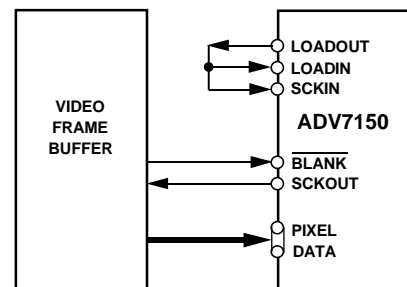 VIDEO
FRAME
BUFFER
LOADOUT
LOADIN
SCKIN
ADV7150
BLANK
SCKOUT
PIXEL
DATA